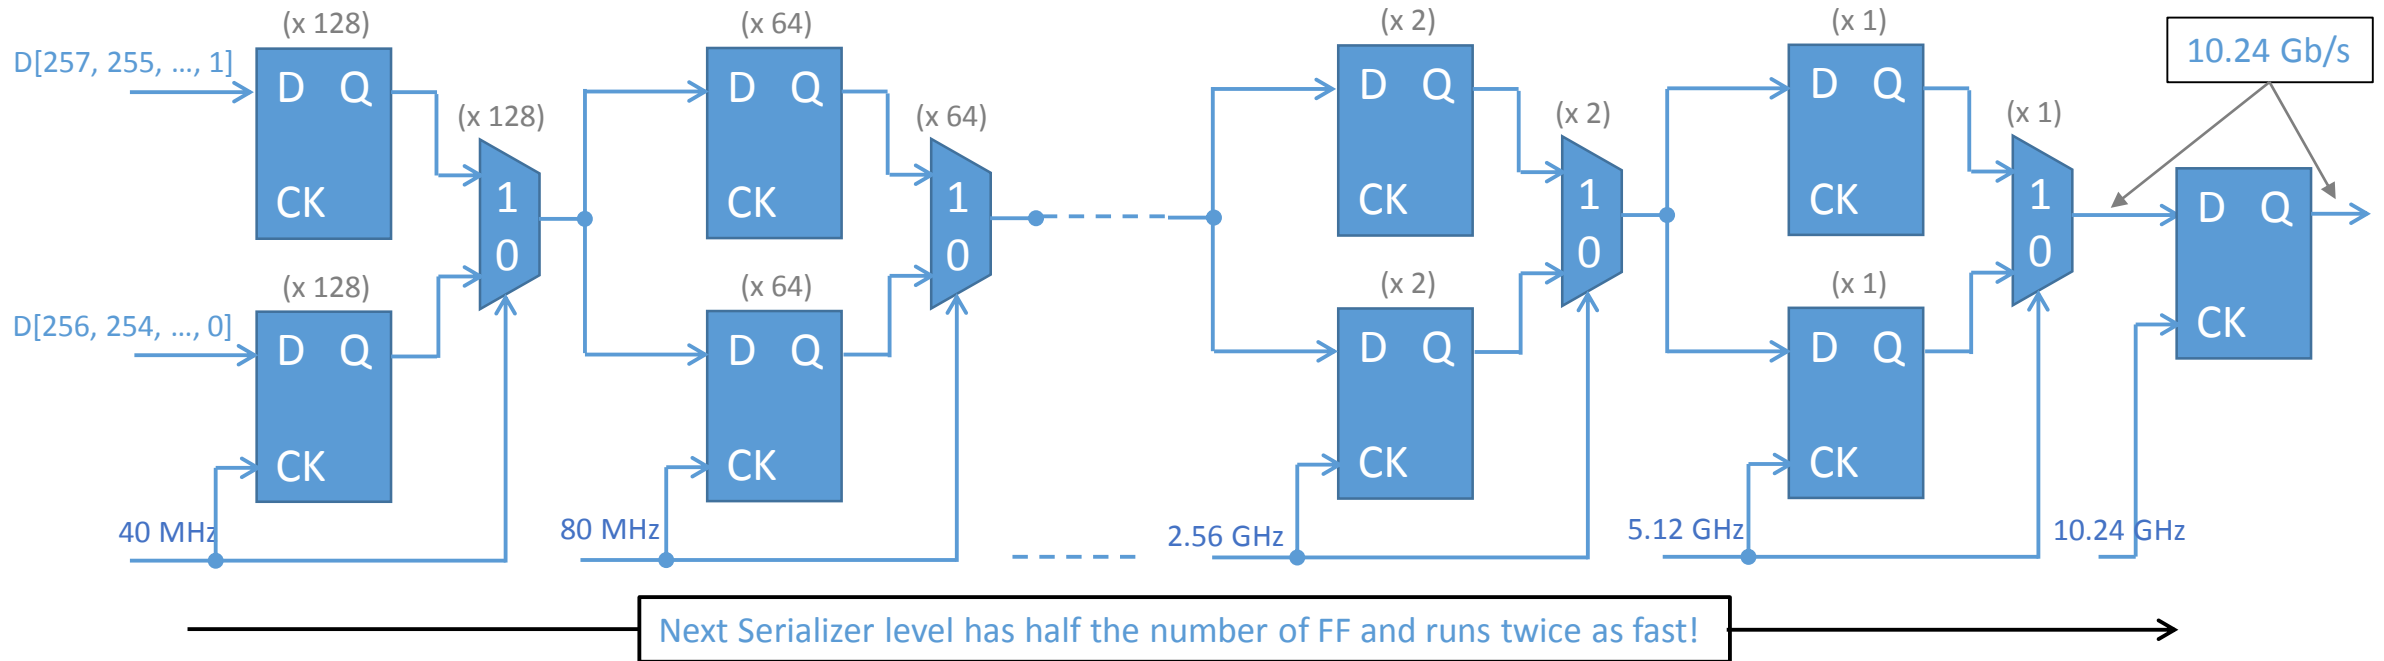 (x 128)
(x 64)
(x 2)
(x 1)
10.24 Gb/s
D[257, 255, ..., 1]
D Q
CK
D Q
CK
D Q
CK
D Q
CK
(x 128)
(x 64)
(x 2)
(x 1)
1
0
1
0
1
0
1
0
D Q
CK
(x 128)
(x 64)
(x 2)
(x 1)
D[256, 254, ..., 0]
D Q
CK
D Q
CK
D Q
CK
D Q
CK
40 MHz
80 MHz
2.56 GHz
5.12 GHz
10.24 GHz
Next Serializer level has half the number of FF and runs twice as fast!